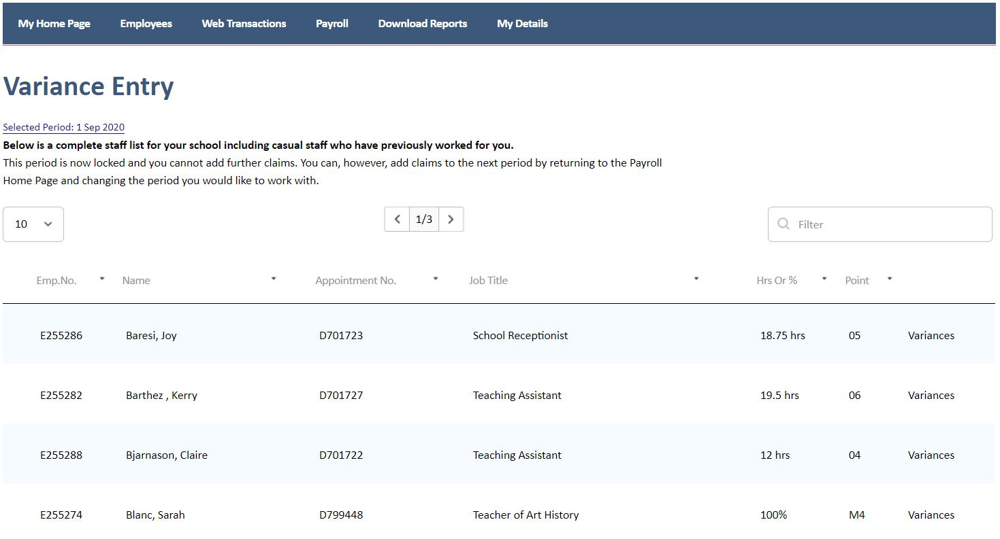 My Home Page Employees Web Transactions Payroll Download Reports My Details
Variance Entry
Selected Period: 1 Sep 2020
Below is a complete staff list for your school including casual staff who have previously worked for you.
This period is now locked and you cannot add further claims. You can, however, add claims to the next period by returning to the Payroll
Home Page and changing the period you would like to work with.
10 1/3 Filter
Emp.No. Name Appointment No. Job Title Hrs Or % Point
E255286 Baresi, Joy D701723 School Receptionist 18.75 hrs 05 Variances
E255282 Barthez , Kerry D701727 Teaching Assistant 19.5 hrs 06 Variances
E255288 Bjarnason, Claire D701722 Teaching Assistant 12 hrs 04 Variances
E255274 Blanc, Sarah D799448 Teacher of Art History 100% M4 Variances